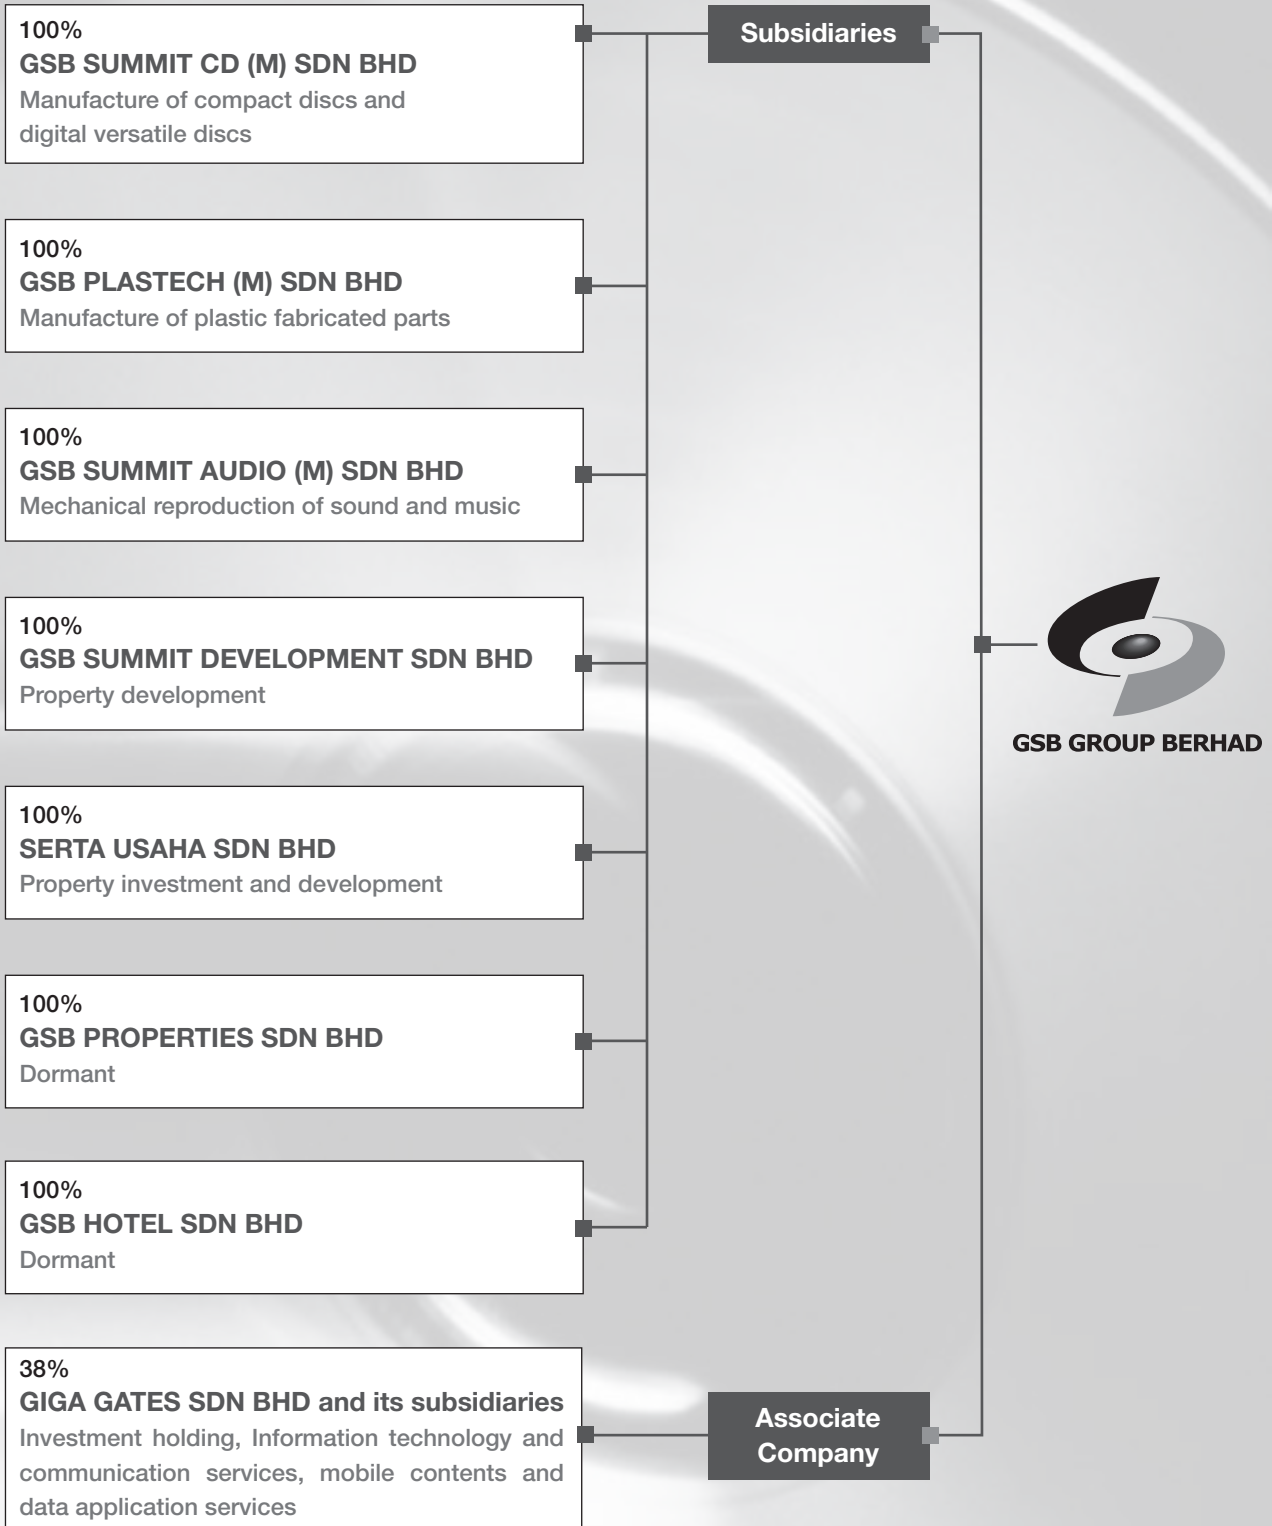 100%
GSB SUMMIT CD (M) SDN BHD
Manufacture of compact discs and
digital versatile discs
100%
GSB PLASTECH (M) SDN BHD
Manufacture of plastic fabricated parts
100%
GSB SUMMIT AUDIO (M) SDN BHD
Mechanical reproduction of sound and music
100%
GSB SUMMIT DEVELOPMENT SDN BHD
Property development
100%
SERTA USAHA SDN BHD
Property investment and development
100%
GSB PROPERTIES SDN BHD
Dormant
100%
GSB HOTEL SDN BHD
Dormant
38%
GIGA GATES SDN BHD and its subsidiaries
Investment holding, Information technology and
communication services, mobile contents and
data application services
Subsidiaries
Associate
Company
GSB GROUP BERHAD